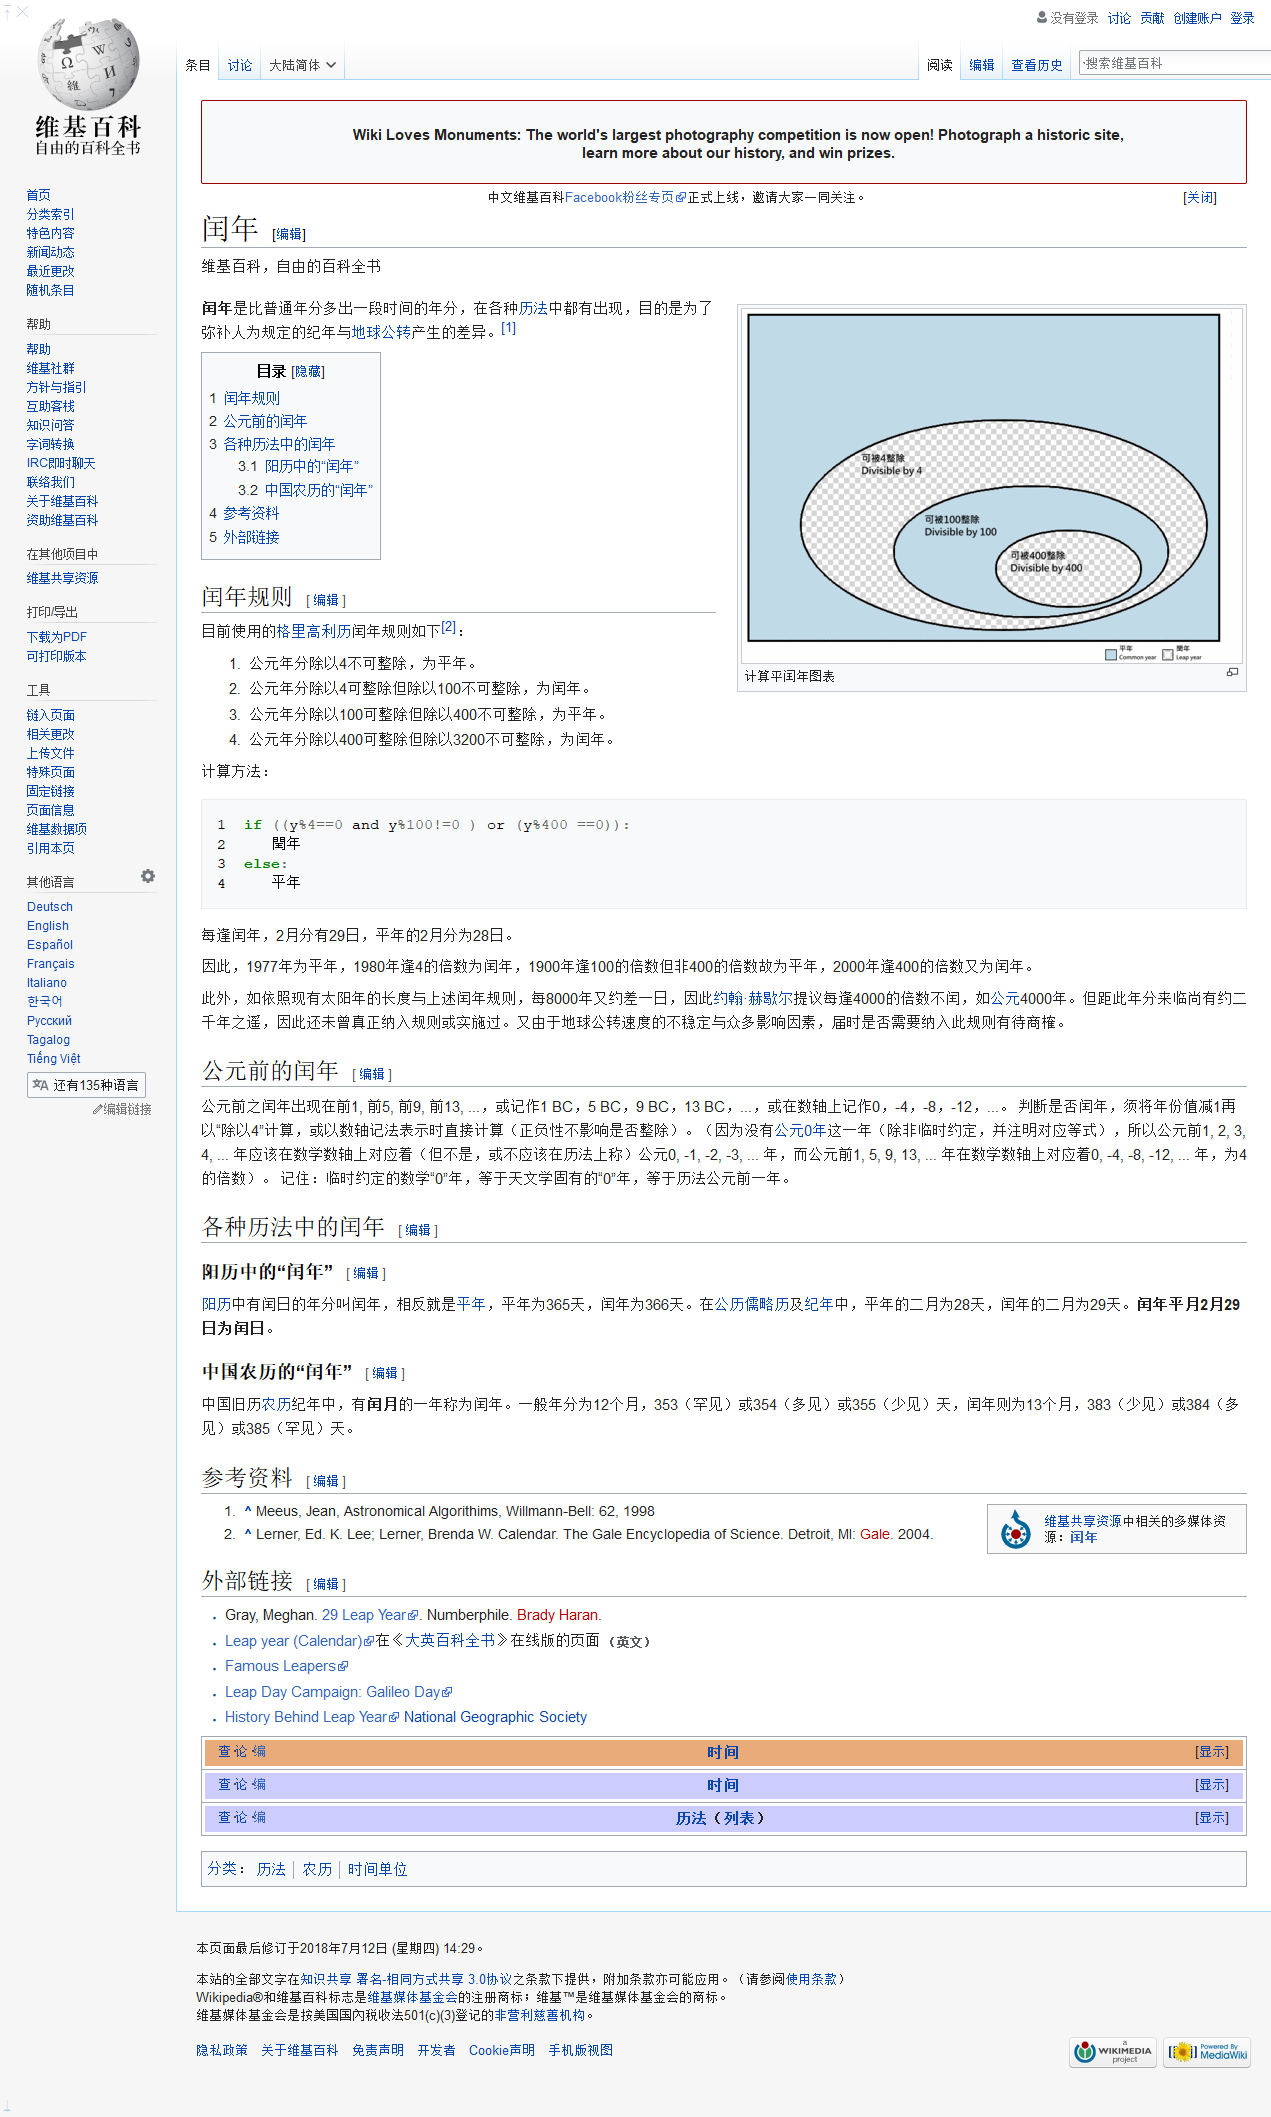 没有登录 讨论 贡献 创建账户 登录
条目 讨论 大陆简体 阅读 编辑 查看历史 搜索维基百科
维基百科
自由的百科全书
首页
分类索引
特色内容
新闻动态
最近更改
随机条目
帮助
帮助
维基社群
方针与指引
互助客栈
知识问答
字词转换
IRC即时聊天
联络我们
关于维基百科
资助维基百科
在其他项目中
维基共享资源
打印/导出
下载为PDF
可打印版本
工具
链入页面
相关更改
上传文件
特殊页面
固定链接
页面信息
维基数据项
引用本页
其他语言
Deutsch
English
Español
Français
Italiano
한국어
Русский
Tagalog
Tiếng Việt
还有135种语言
编辑链接
Wiki Loves Monuments: The world's largest photography competition is now open! Photograph a historic site,
learn more about our history, and win prizes.
中文维基百科Facebook粉丝专页正式上线，邀请大家一同关注。 [关闭]
闰年 [编辑]
维基百科，自由的百科全书
闰年是比普通年分多出一段时间的年分，在各种历法中都有出现，目的是为了
弥补人为规定的纪年与地球公转产生的差异。[1]
目录 [隐藏]
1 闰年规则
2 公元前的闰年
3 各种历法中的闰年
3.1 阳历中的“闰年”
3.2 中国农历的“闰年”
4 参考资料
5 外部链接
可被4整除
Divisible by 4
可被100整除
Divisible by 100
可被400整除
Divisible by 400
平年 閏年
Common year Leap year
计算平闰年图表
闰年规则 [ 编辑 ]
目前使用的格里高利历闰年规则如下[2]：
1. 公元年分除以4不可整除，为平年。
2. 公元年分除以4可整除但除以100不可整除，为闰年。
3. 公元年分除以100可整除但除以400不可整除，为平年。
4. 公元年分除以400可整除但除以3200不可整除，为闰年。
计算方法：
1 if ((y%4==0 and y%100!=0 ) or (y%400 ==0)):
2 閏年
3 else:
4 平年
每逢闰年，2月分有29日，平年的2月分为28日。
因此，1977年为平年，1980年逢4的倍数为闰年，1900年逢100的倍数但非400的倍数故为平年，2000年逢400的倍数又为闰年。
此外，如依照现有太阳年的长度与上述闰年规则，每8000年又约差一日，因此约翰·赫歇尔提议每逢4000的倍数不闰，如公元4000年。但距此年分来临尚有约二
千年之遥，因此还未曾真正纳入规则或实施过。又由于地球公转速度的不稳定与众多影响因素，届时是否需要纳入此规则有待商榷。
公元前的闰年 [ 编辑 ]
公元前之闰年出现在前1, 前5, 前9, 前13, ...，或记作1 BC，5 BC，9 BC，13 BC，...，或在数轴上记作0，-4，-8，-12，...。 判断是否闰年，须将年份值减1再
以“除以4”计算，或以数轴记法表示时直接计算（正负性不影响是否整除）。（因为没有公元0年这一年（除非临时约定，并注明对应等式），所以公元前1, 2, 3,
4, ... 年应该在数学数轴上对应着（但不是，或不应该在历法上称）公元0, -1, -2, -3, ... 年，而公元前1, 5, 9, 13, ... 年在数学数轴上对应着0, -4, -8, -12, ... 年，为4
的倍数）。 记住：临时约定的数学“0”年，等于天文学固有的“0”年，等于历法公元前一年。
各种历法中的闰年 [ 编辑 ]
阳历中的“闰年” [ 编辑 ]
阳历中有闰日的年分叫闰年，相反就是平年，平年为365天，闰年为366天。在公历儒略历及纪年中，平年的二月为28天，闰年的二月为29天。闰年平月2月29
日为闰日。
中国农历的“闰年” [ 编辑 ]
中国旧历农历纪年中，有闰月的一年称为闰年。一般年分为12个月，353（罕见）或354（多见）或355（少见）天，闰年则为13个月，383（少见）或384（多
见）或385（罕见）天。
参考资料 [ 编辑 ]
1. ^ Meeus, Jean, Astronomical Algorithims, Willmann-Bell: 62, 1998
2. ^ Lerner, Ed. K. Lee; Lerner, Brenda W. Calendar. The Gale Encyclopedia of Science. Detroit, MI: Gale. 2004.
维基共享资源中相关的多媒体资
源：闰年
外部链接 [ 编辑 ]
Gray, Meghan. 29 Leap Year. Numberphile. Brady Haran.
Leap year (Calendar)在《大英百科全书》在线版的页面 （英文）
Famous Leapers
Leap Day Campaign: Galileo Day
History Behind Leap Year National Geographic Society
查·论·编 时间 [显示]
查·论·编 时间 [显示]
查·论·编 历法（列表） [显示]
分类： 历法 农历 时间单位
本页面最后修订于2018年7月12日 (星期四) 14:29。
本站的全部文字在知识共享 署名-相同方式共享 3.0协议之条款下提供，附加条款亦可能应用。（请参阅使用条款）
Wikipedia®和维基百科标志是维基媒体基金会的注册商标；维基™是维基媒体基金会的商标。
维基媒体基金会是按美国国內税收法501(c)(3)登记的非营利慈善机构。
隐私政策 关于维基百科 免责声明 开发者 Cookie声明 手机版视图
a
WIKIMEDIA
project
Powered By
MediaWiki